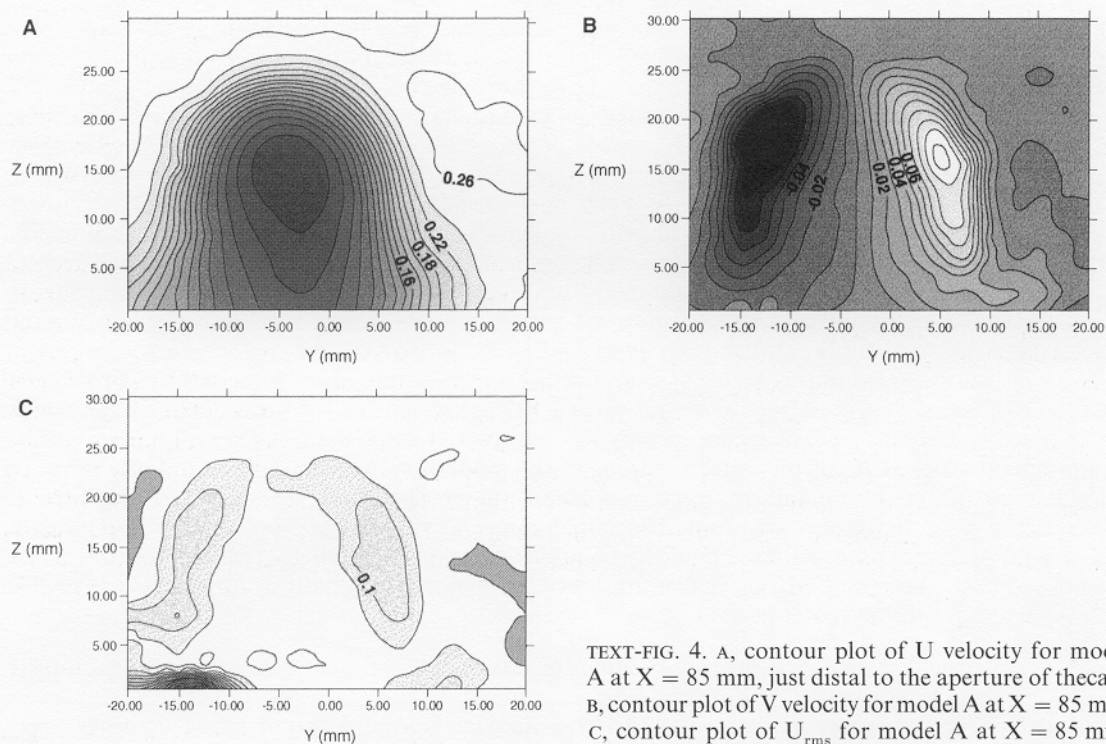 A
25.00
20.00
Z (mm)
15.00
10.00
5.00
0.26
0.22
0.18
0.16
-20.00 -15.00 -10.00 -5.00 0.00 5.00 10.00 15.00 20.00
Y (mm)
B
30.00
25.00
20.00
Z (mm)
15.00
10.00
5.00
-0.04
-0.02
0.02
0.04
0.06
-20.00 -15.00 -10.00 -5.00 0.00 5.00 10.00 15.00 20.00
Y (mm)
C
30.00
25.00
20.00
Z (mm)
15.00
10.00
5.00
0.1
-20.00 -15.00 -10.00 -5.00 0.00 5.00 10.00 15.00 20.00
Y (mm)
TEXT-FIG. 4. A, contour plot of U velocity for mod
A at X = 85 mm, just distal to the aperture of theca
B, contour plot of V velocity for model A at X = 85 m
C, contour plot of Urms for model A at X = 85 m